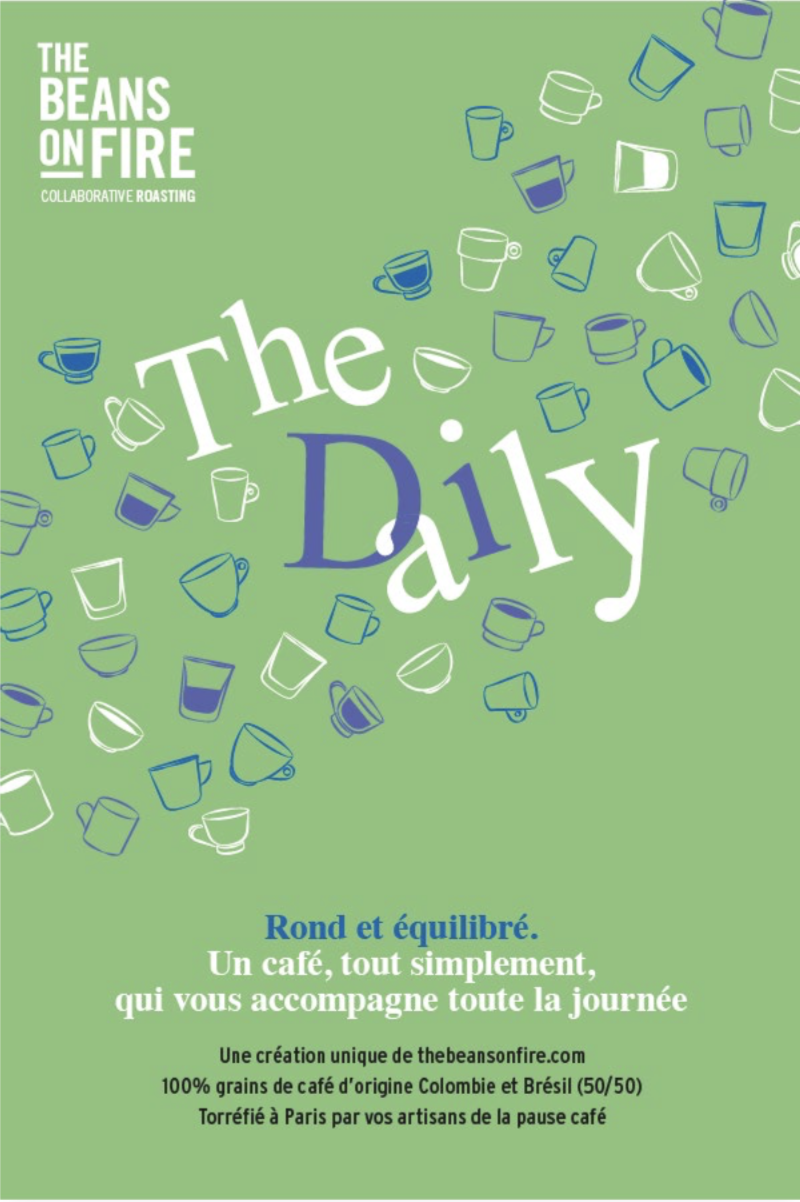 THE
BEANS
ON FIRE
COLLABORATIVE ROASTING
The
Daily
Rond et équilibré.
Un café, tout simplement,
qui vous accompagne toute la journée
Une création unique de thebeansonfire.com
100% grains de café d'origine Colombie et Brésil (50/50)
Torréfié à Paris par vos artisans de la pause café